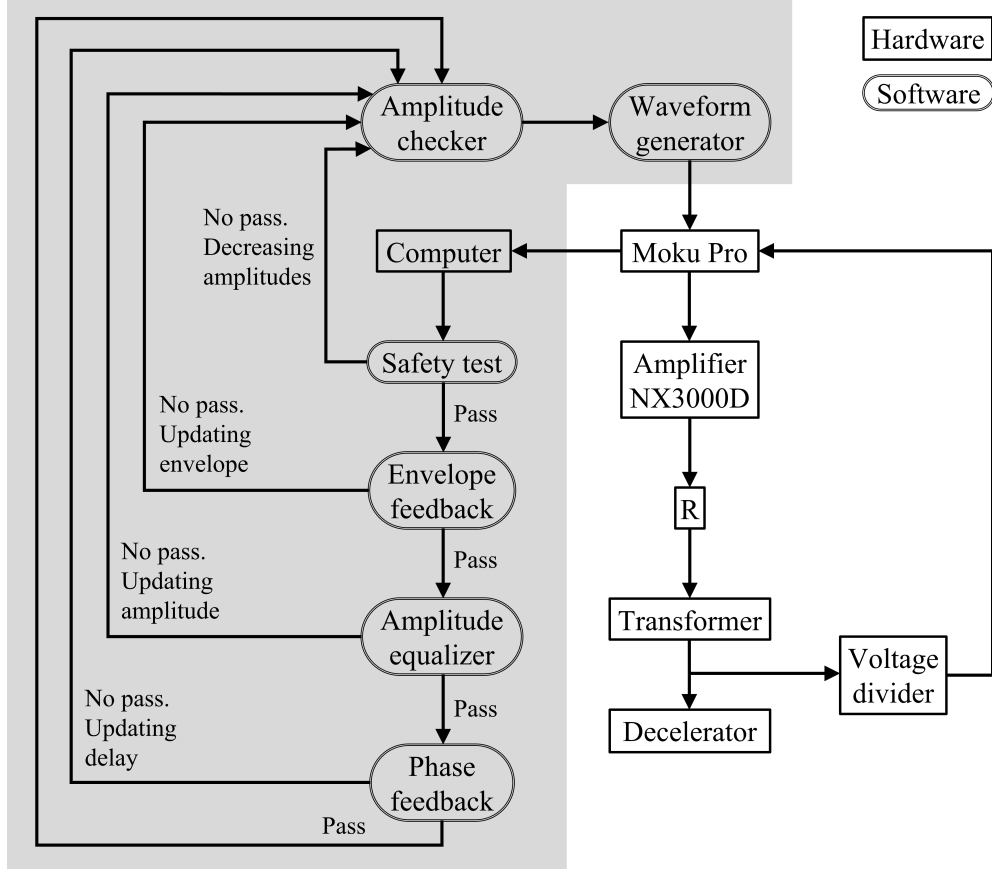 Hardware
Software
Amplitude
checker
Waveform
generator
No pass.
Decreasing
amplitudes
Computer
Moku Pro
Safety test
Amplifier
NX3000D
Pass
No pass.
Updating
envelope
Envelope
feedback
R
Pass
No pass.
Updating
amplitude
Amplitude
equalizer
Transformer
Voltage
divider
Pass
No pass.
Updating
delay
Decelerator
Phase
feedback
Pass